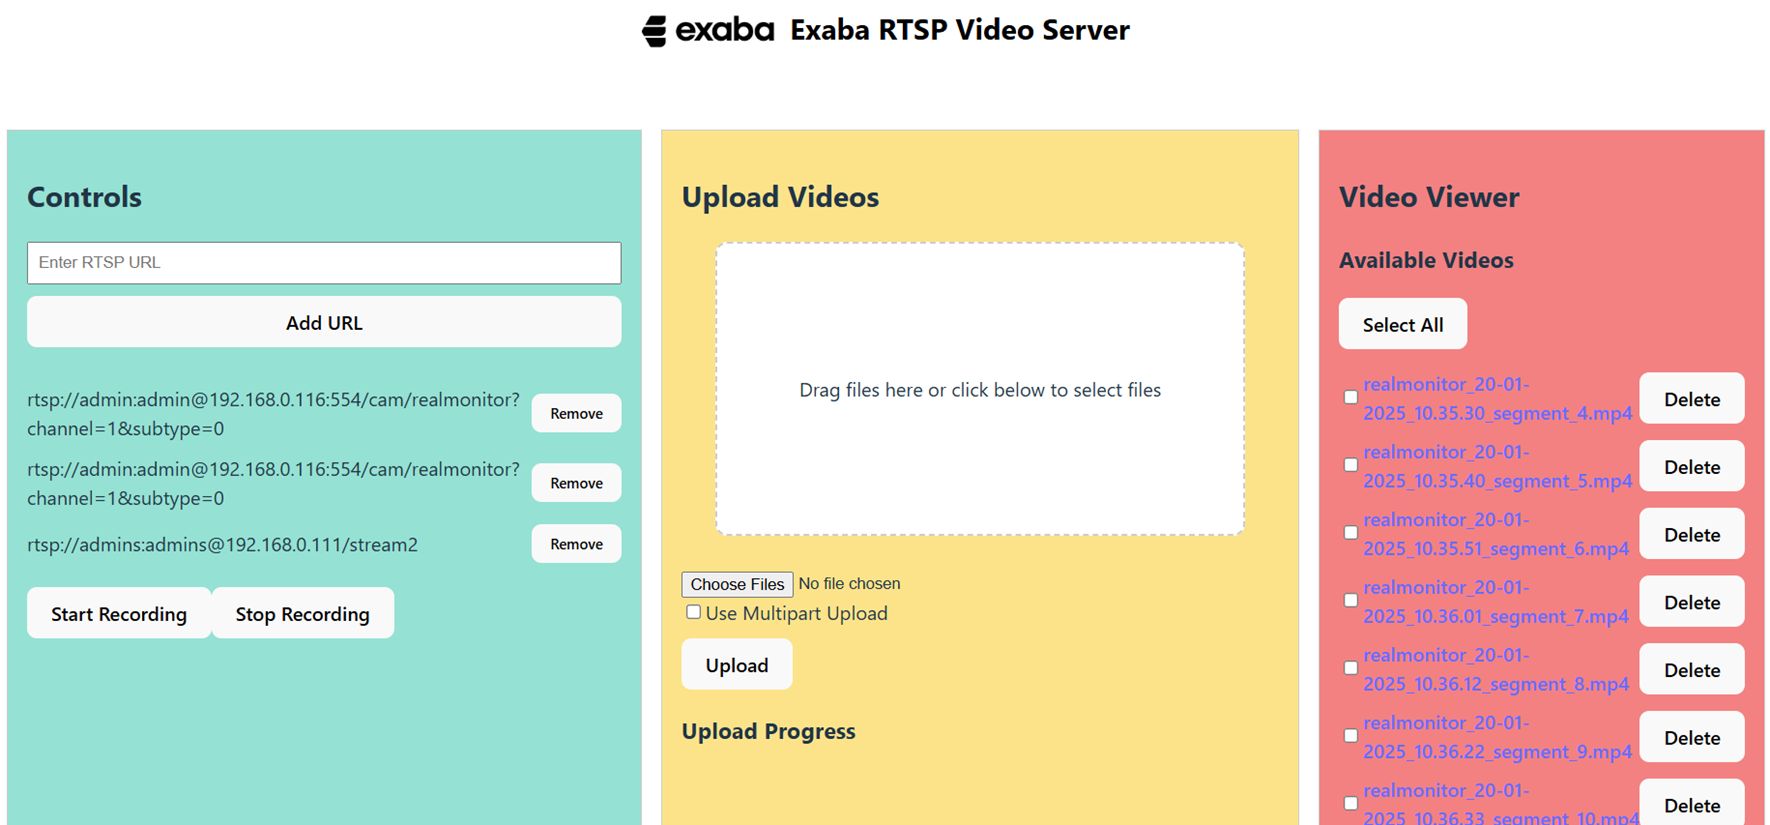 exaba Exaba RTSP Video Server
Controls
Enter RTSP URL
Add URL
rtsp://admin:admin@192.168.0.116:554/cam/realmonitor?
channel=1&subtype=0
Remove
rtsp://admin:admin@192.168.0.116:554/cam/realmonitor?
channel=1&subtype=0
Remove
rtsp://admins:admins@192.168.0.111/stream2
Remove
Start Recording
Stop Recording
Upload Videos
Drag files here or click below to select files
Choose Files No file chosen
Use Multipart Upload
Upload
Upload Progress
Video Viewer
Available Videos
Select All
realmonitor_20-01-
2025_10.35.30_segment_4.mp4
Delete
realmonitor_20-01-
2025_10.35.40_segment_5.mp4
Delete
realmonitor_20-01-
2025_10.35.51_segment_6.mp4
Delete
realmonitor_20-01-
2025_10.36.01_segment_7.mp4
Delete
realmonitor_20-01-
2025_10.36.12_segment_8.mp4
Delete
realmonitor_20-01-
2025_10.36.22_segment_9.mp4
Delete
realmonitor_20-01-
2025_10.36.33_segment_10.mp4
Delete